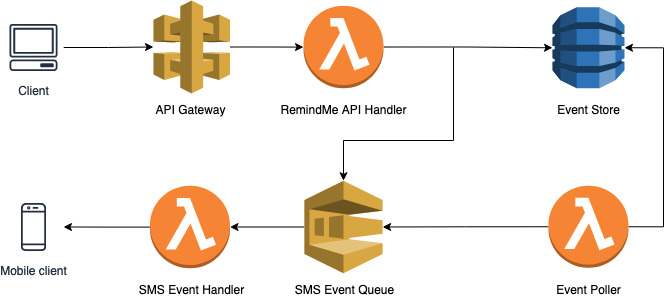 Client
API Gateway
RemindMe API Handler
Event Store
Mobile client
SMS Event Handler
SMS Event Queue
Event Poller